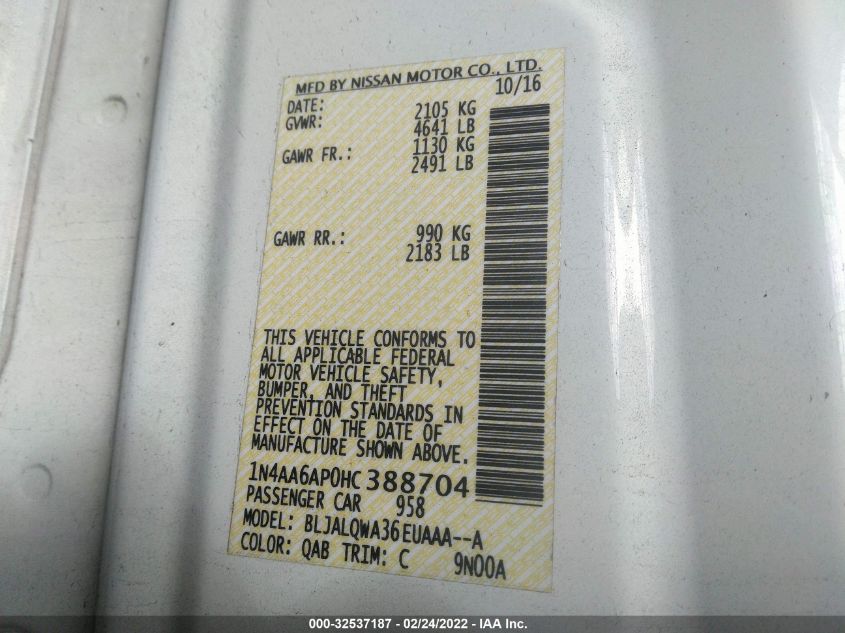 MFD BY NISSAN MOTOR CO., LTD.
DATE: 10/16
GVWR: 2105 KG
4641 LB
GAWR FR.: 1130 KG
2491 LB
GAWR RR.: 990 KG
2183 LB
THIS VEHICLE CONFORMS TO
ALL APPLICABLE FEDERAL
MOTOR VEHICLE SAFETY,
BUMPER, AND THEFT
PREVENTION STANDARDS IN
EFFECT ON THE DATE OF
MANUFACTURE SHOWN ABOVE.
1N4AA6AP0HC388704
PASSENGER CAR 958
MODEL: BLJALQWA36EUAAA--A
COLOR: QAB TRIM: C 9N00A
000-32537187 - 02/24/2022 - IAA Inc.